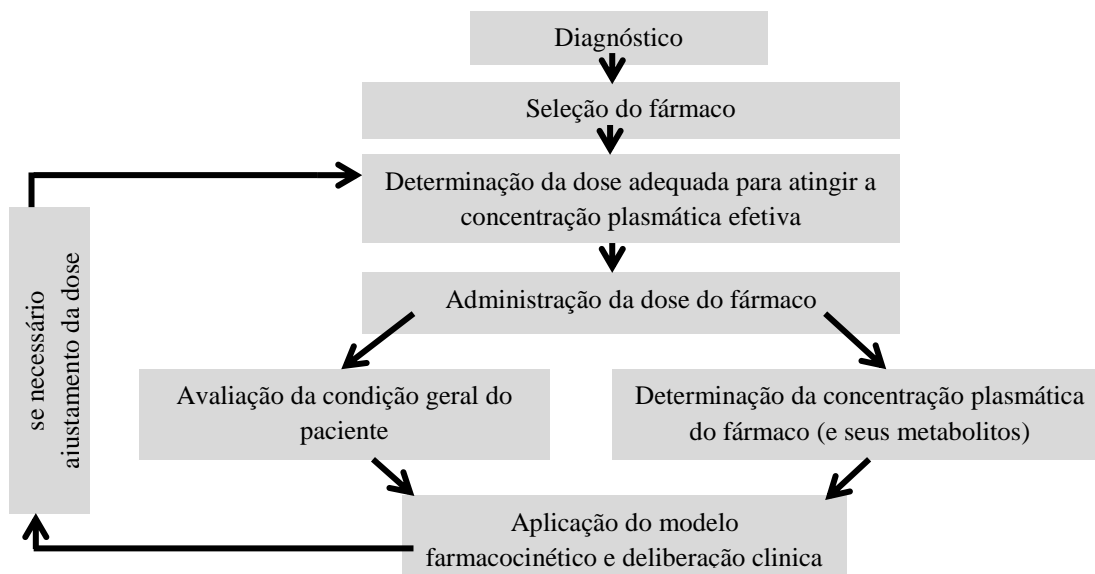 Diagnóstico
Seleção do fármaco
Determinação da dose adequada para atingir a
concentração plasmática efetiva
Administração da dose do fármaco
se necessário
ajustamento da dose
Avaliação da condição geral do
paciente
Determinação da concentração plasmática
do fármaco (e seus metabolitos)
Aplicação do modelo
farmacocinético e deliberação clinica